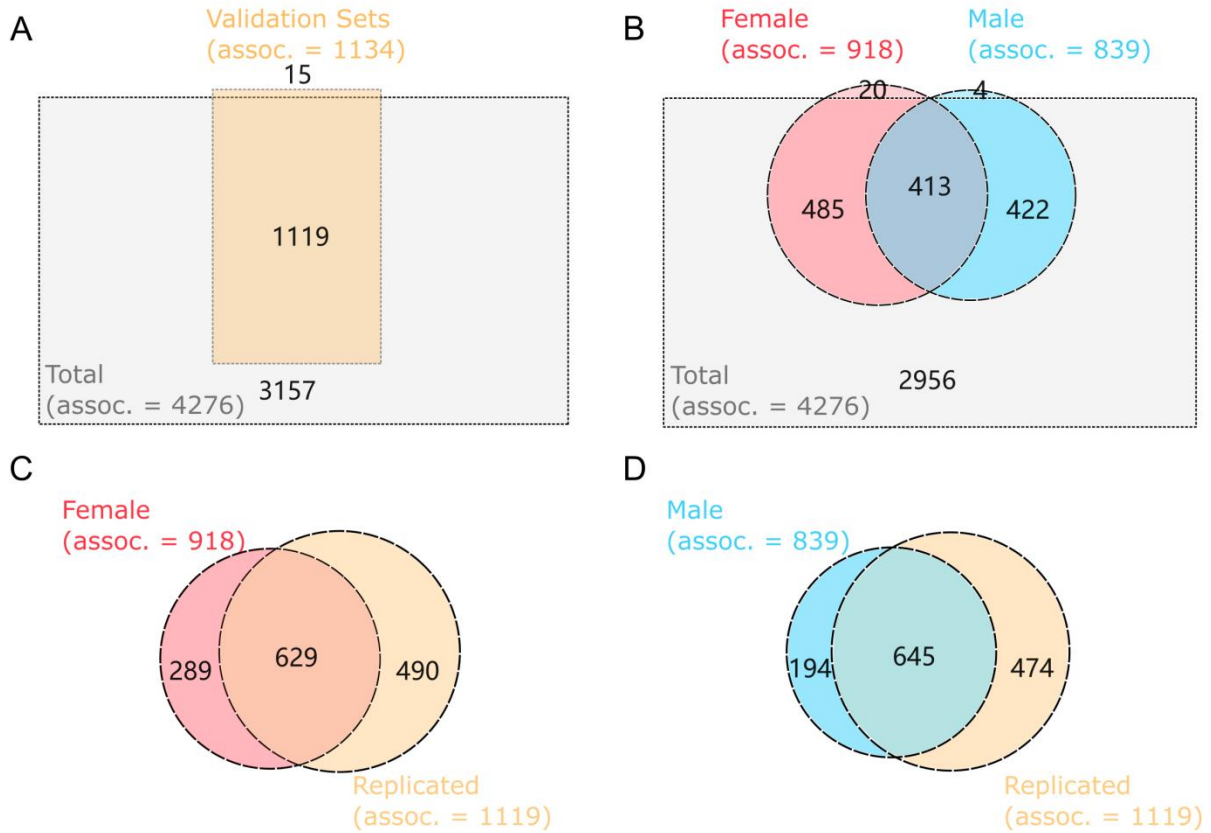 A
Validation Sets
(assoc. = 1134)
15
1119
Total
(assoc. = 4276)
3157
B
Female
(assoc. = 918)
Male
(assoc. = 839)
20
4
485
413
422
Total
(assoc. = 4276)
2956
C
Female
(assoc. = 918)
289
629
490
Replicated
(assoc. = 1119)
D
Male
(assoc. = 839)
194
645
474
Replicated
(assoc. = 1119)